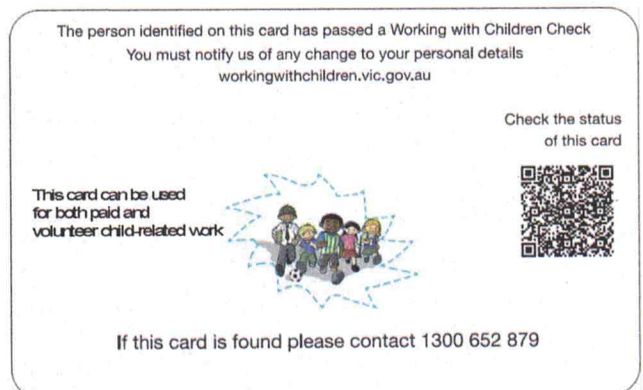 The person identified on this card has passed a Working with Children Check
You must notify us of any change to your personal details
workingwithchildren.vic.gov.au
Check the status
of this card
This card can be used
for both paid and
volunteer child-related work
If this card is found please contact 1300 652 879